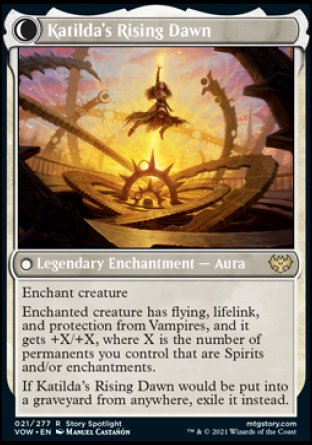 Katilda's Rising Dawn
Legendary Enchantment — Aura
Enchant creature
Enchanted creature has flying, lifelink,
and protection from Vampires, and it
gets +X/+X, where X is the number of
permanents you control that are Spirits
and/or enchantments.
If Katilda's Rising Dawn would be put into
a graveyard from anywhere, exile it instead.
021/277 R Story Spotlight
mtgstory.com
VOW • EN MANUEL CASTAÑÓN
™ & © 2021 Wizards of the Coast